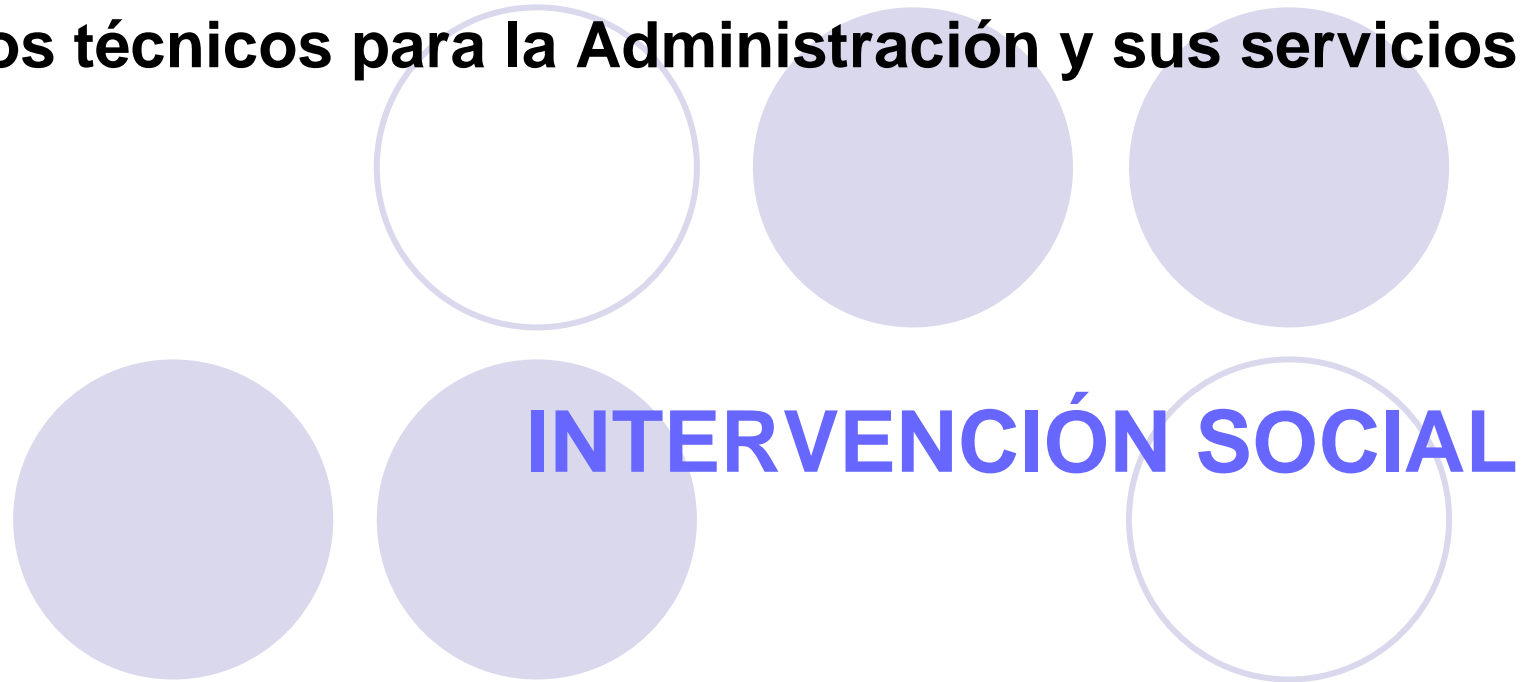 os técnicos para la Administración y sus servicios
INTERVENCIÓN SOCIAL